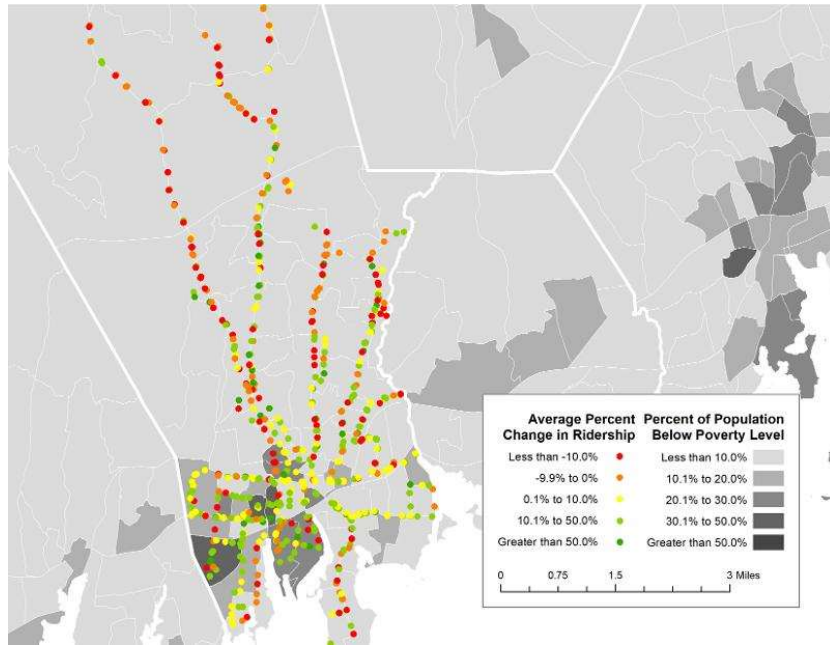 Average Percent Change in Ridership
Less than -10.0%
-9.9% to 0%
0.1% to 10.0%
10.1% to 50.0%
Greater than 50.0%
Percent of Population Below Poverty Level
Less than 10.0%
10.1% to 20.0%
20.1% to 30.0%
30.1% to 50.0%
Greater than 50.0%
0 0.75 1.5 3 Miles